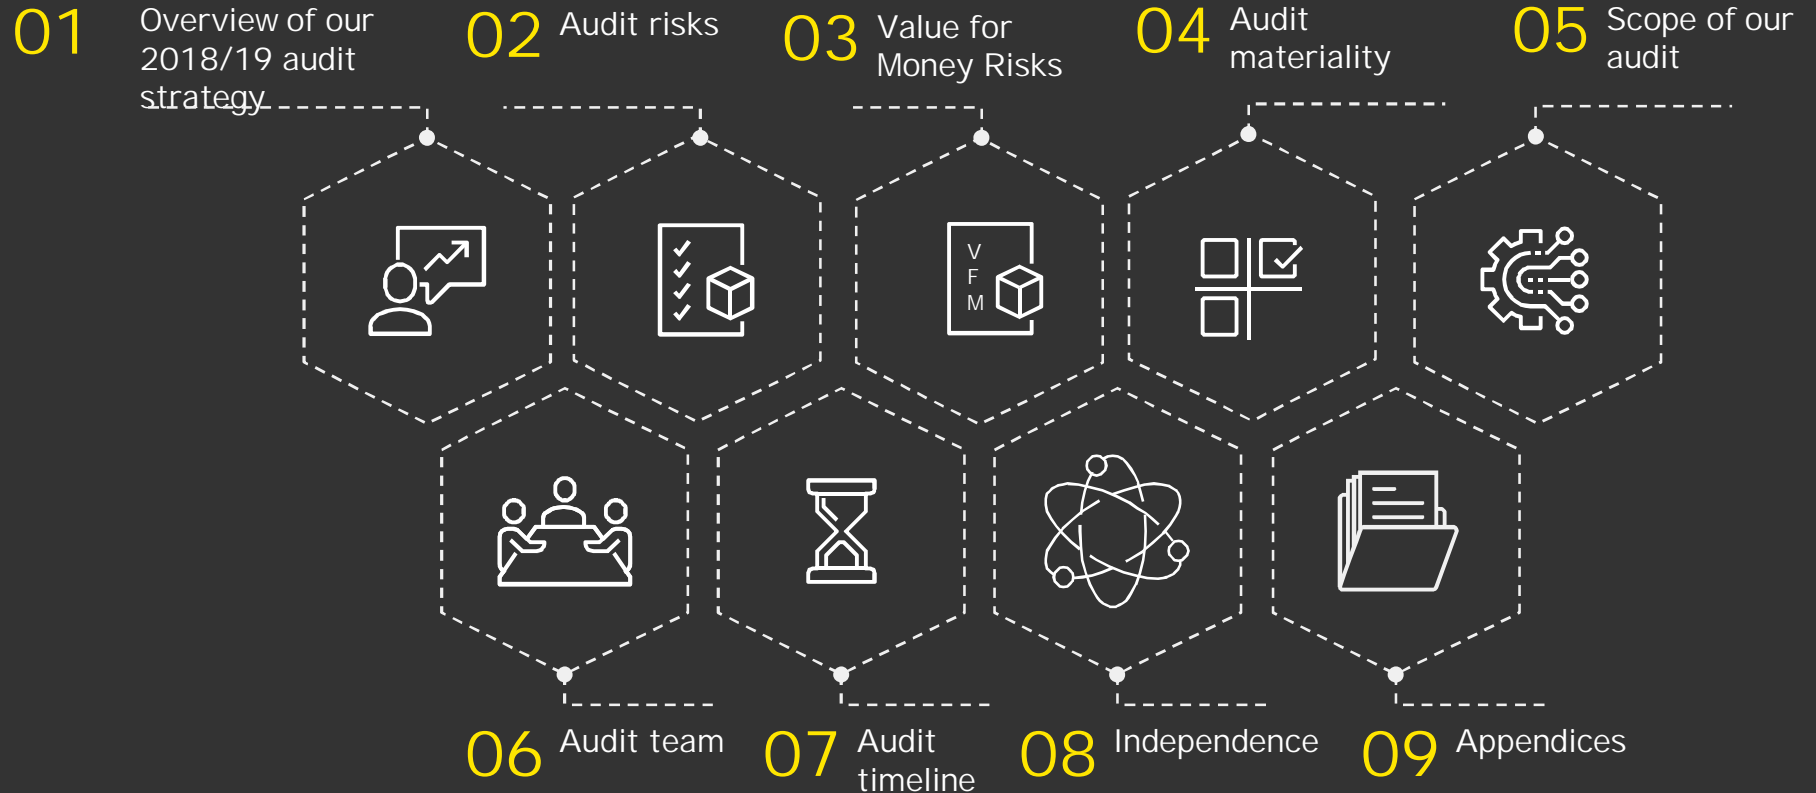 01
Overview of our
2018/19 audit
strategy
02
Audit risks
03
Value for
Money Risks
04
Audit
materiality
05
Scope of our
audit
V
F
M
06
Audit team
07
Audit
timeline
08
Independence
09
Appendices